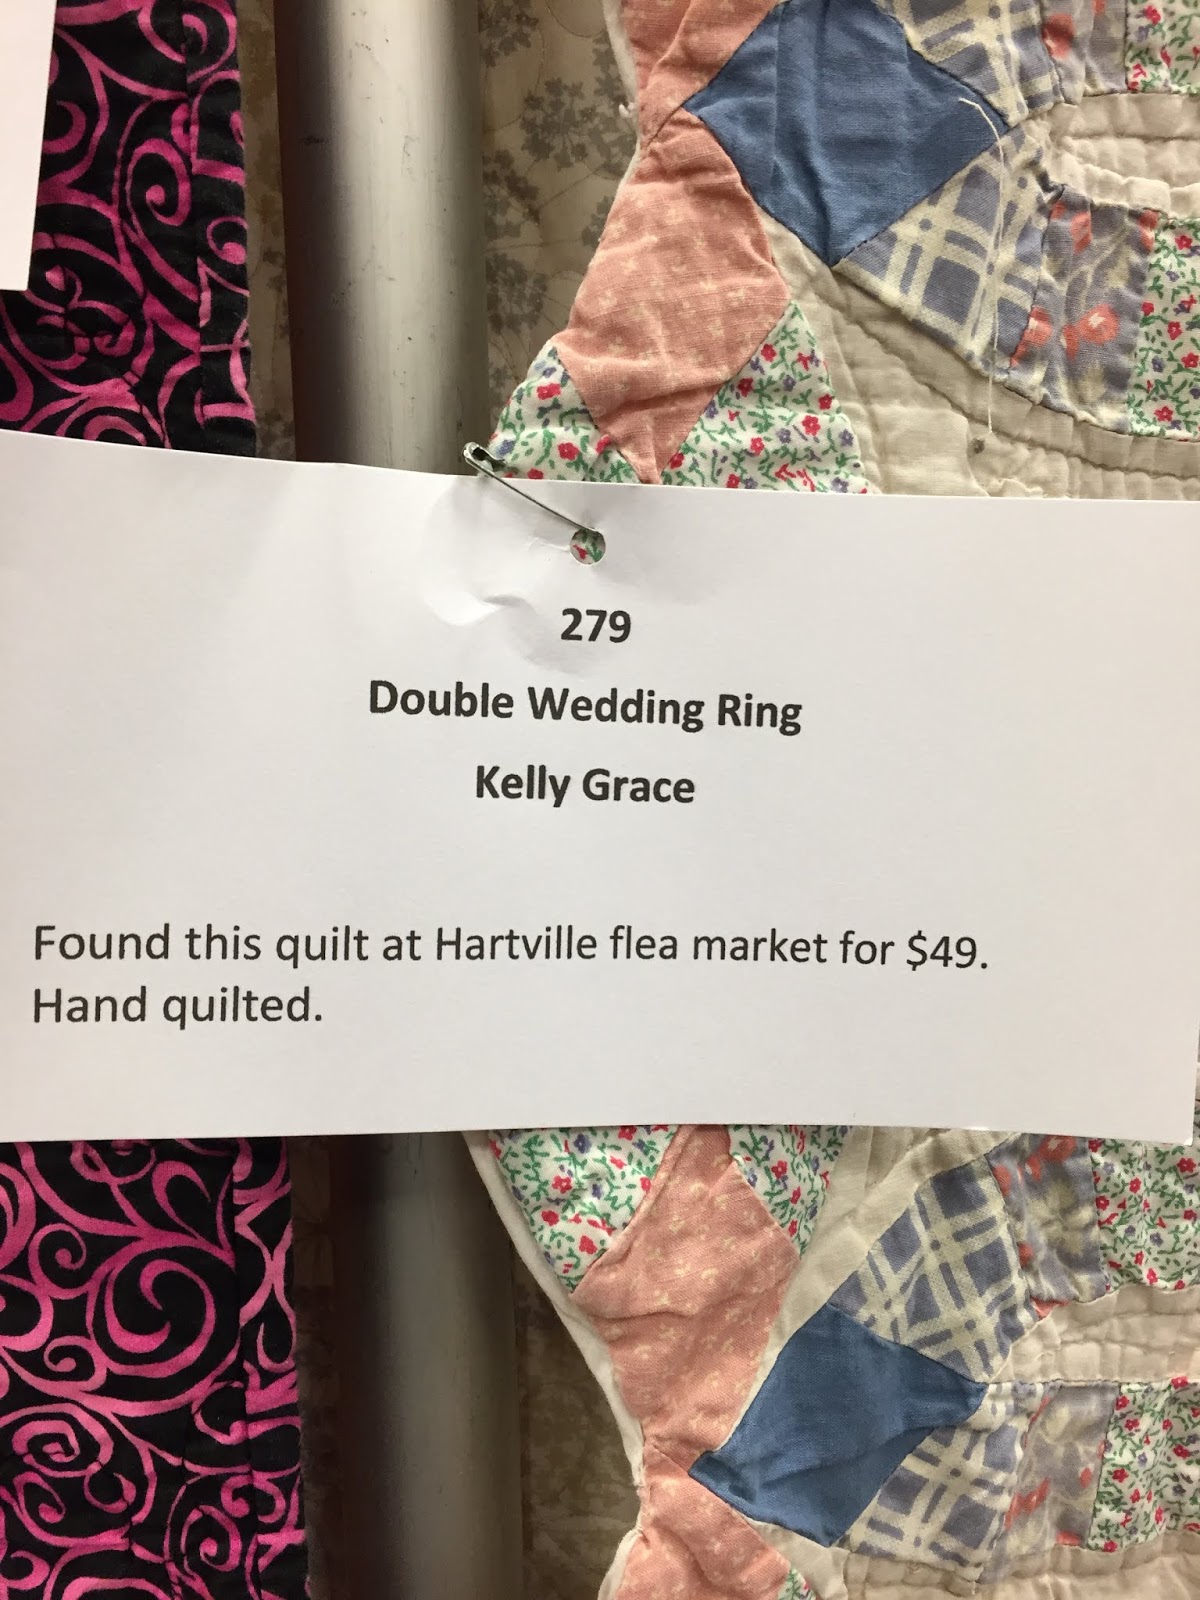 279
Double Wedding Ring
Kelly Grace
Found this quilt at Hartville flea market for $49.
Hand quilted.